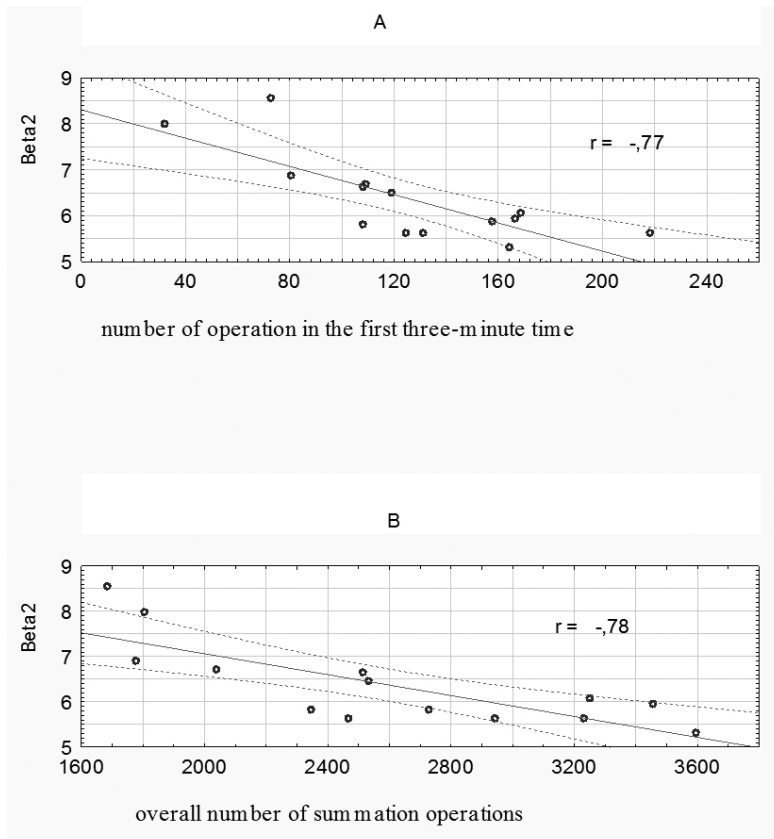 A
9
8
7
6
5
Beta2
r = -,77
0 40 80 120 160 200 240
number of operation in the first three-minute time
B
9
8
7
6
5
Beta2
r = -,78
1600 2000 2400 2800 3200 3600
overall number of summation operations